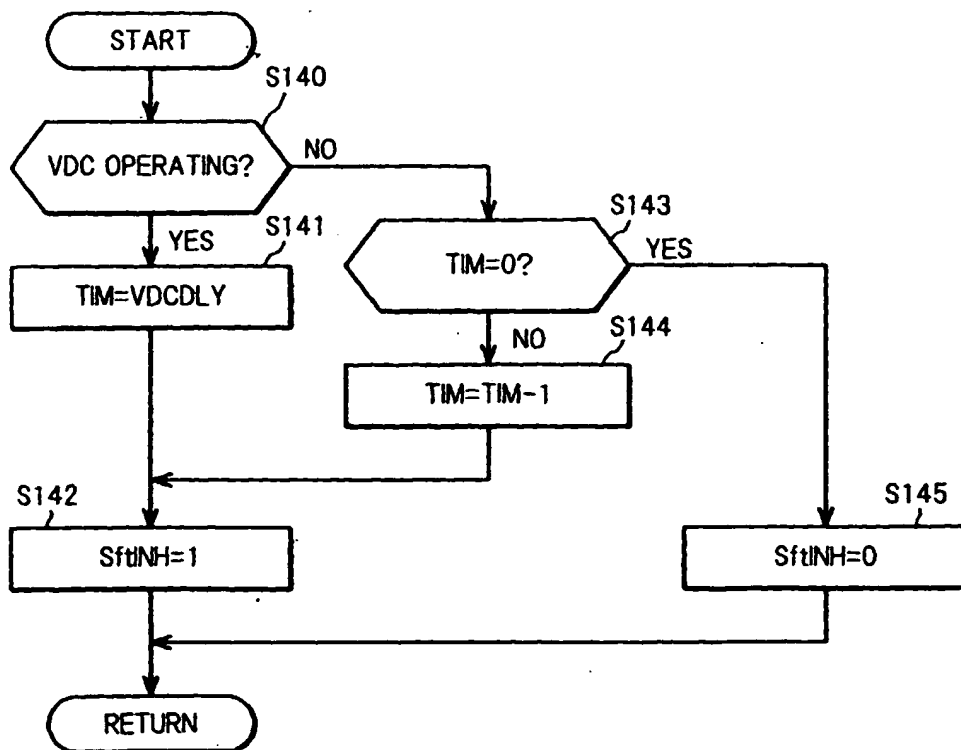 START
S140
VDC OPERATING?
NO
YES
S141
TIM=VDCDLY
S143
TIM=0?
YES
NO
S144
TIM=TIM-1
S142
SftINH=1
S145
SftINH=0
RETURN